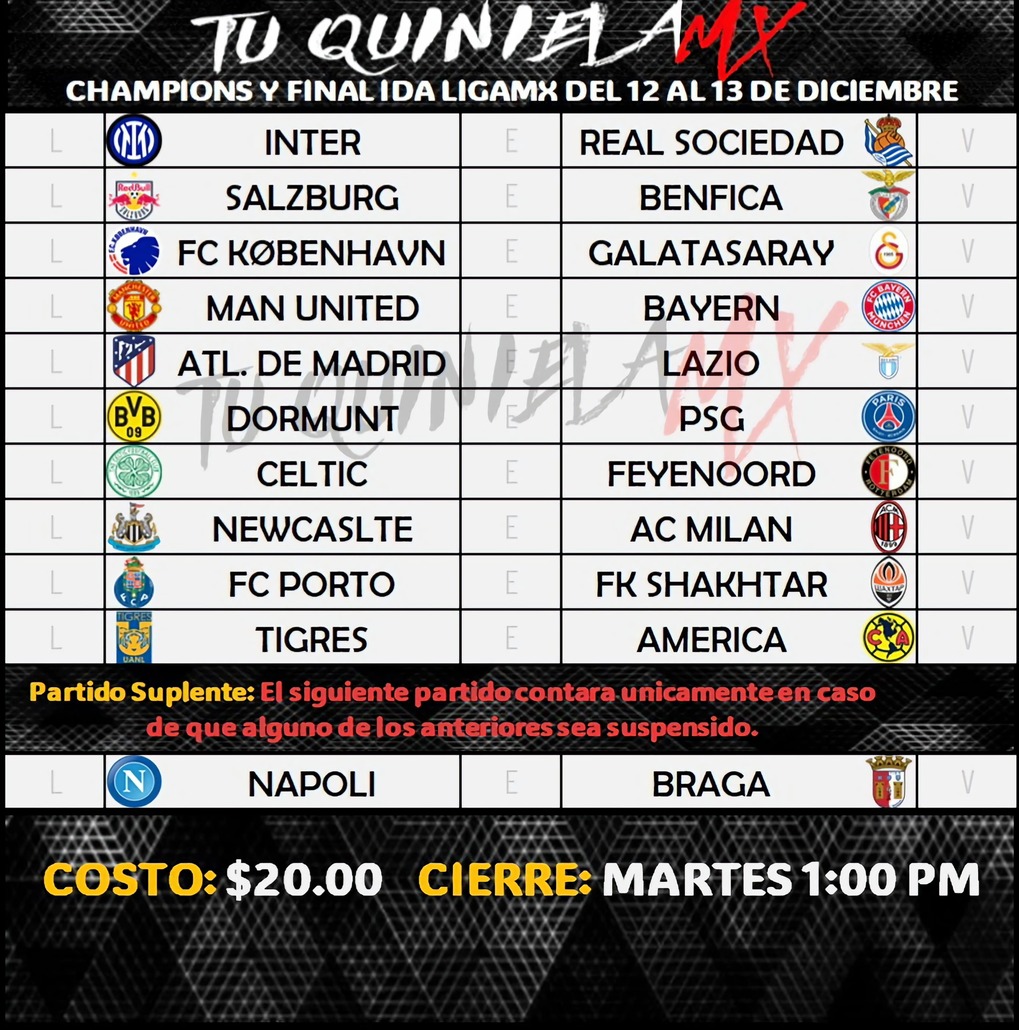 TU QUINIELAMX
CHAMPIONS Y FINAL IDA LIGAMX DEL 12 AL 13 DE DICIEMBRE
L INTER E REAL SOCIEDAD V
L SALZBURG E BENFICA V
L FC KØBENHAVN E GALATASARAY V
L MAN UNITED E BAYERN V
L ATL. DE MADRID E LAZIO V
L DORMUNT E PSG V
L CELTIC E FEYENOORD V
L NEWCASLTE E AC MILAN V
L FC PORTO E FK SHAKHTAR V
L TIGRES E AMERICA V
TU QUINIELAMX
Partido Suplente: El siguiente partido contara unicamente en caso
de que alguno de los anteriores sea suspendido.
L NAPOLI E BRAGA V
COSTO: $20.00 CIERRE: MARTES 1:00 PM